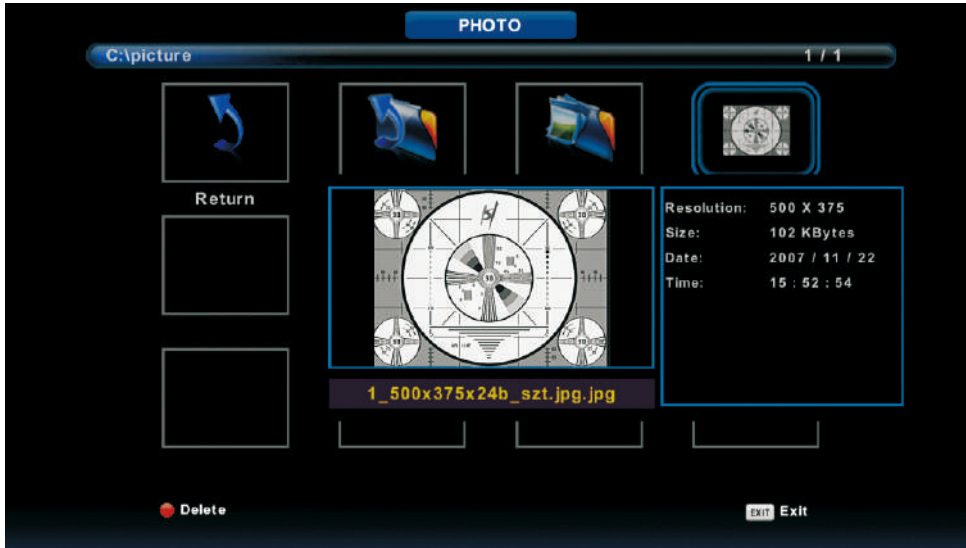 PHOTO
C:\picture 1 / 1
Return
Resolution: 500 X 375
Size: 102 KBytes
Date: 2007 / 11 / 22
Time: 15 : 52 : 54
1_500x375x24b_szt.jpg.jpg
Delete
EXIT Exit